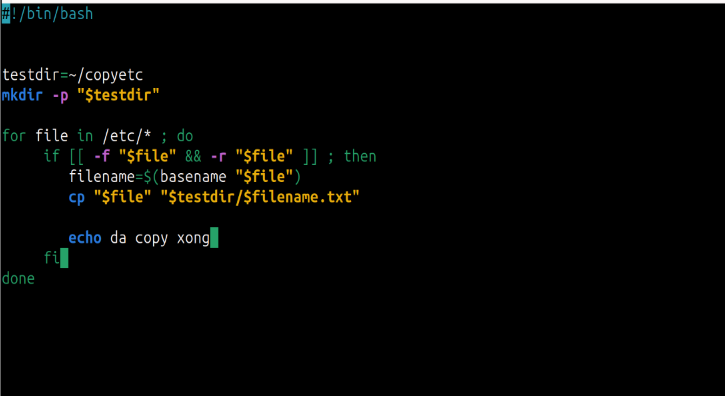 #!/bin/bash
testdir=~/copyetc
mkdir -p "$testdir"
for file in /etc/* ; do
if [[ -f "$file" && -r "$file" ]] ; then
filename=$(basename "$file")
cp "$file" "$testdir/$filename.txt"
echo da copy xong
fi
done